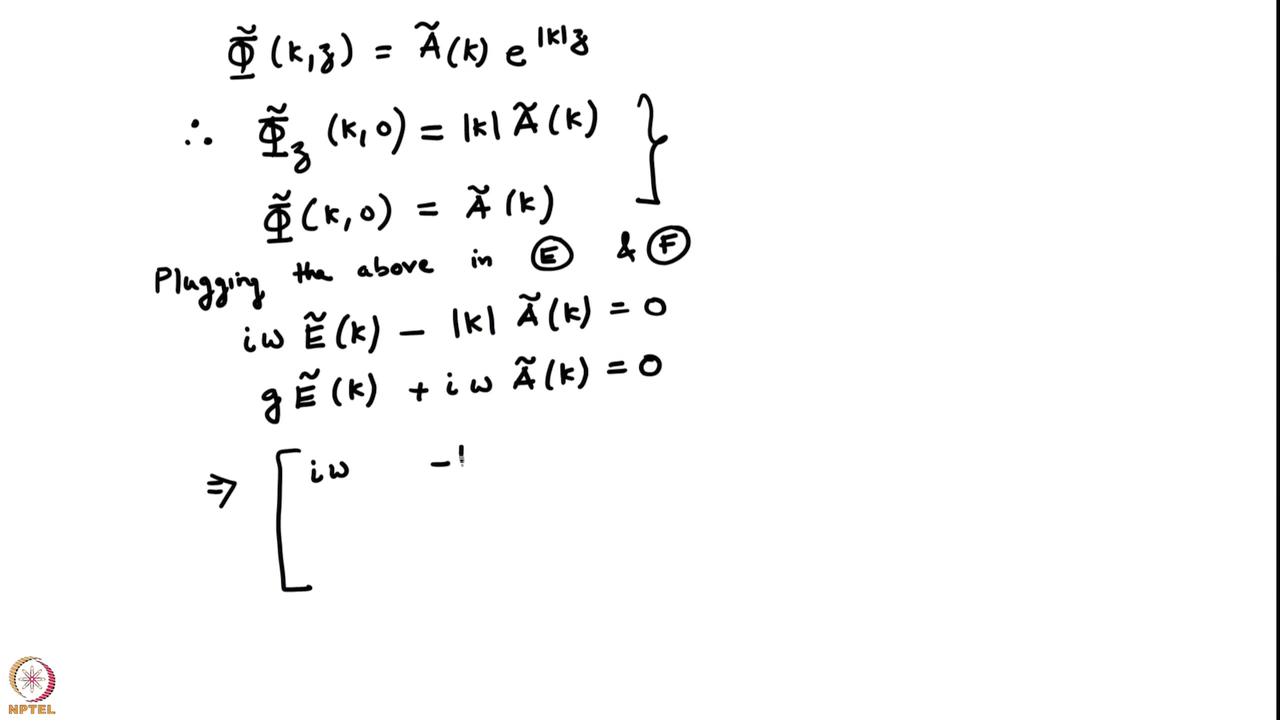 Φ̃ (k,z) = Ã(k) e^{|k|z}
∴ Φ̃_z (k,0) = |k| Ã(k)
Φ̃(k,0) = Ã(k)
Plugging the above in Ⓔ & Ⓕ
iω Ẽ(k) − |k| Ã(k) = 0
g Ẽ(k) + iω Ã(k) = 0
⇒ [ iω −|
NPTEL